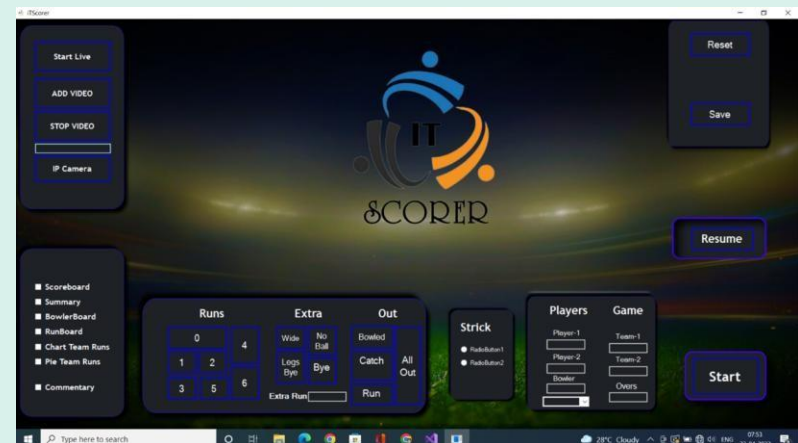 iTScorer
Start Live
ADD VIDEO
STOP VIDEO
IP Camera
Reset
Save
IT
SCORER
Resume
Scoreboard
Summary
BowlerBoard
RunBoard
Chart Team Runs
Pie Team Runs
Commentary
Runs
0
4
1 2
3 5 6
Extra
Wide No Ball
Legs Bye Bye
Extra Run
Out
Bowled
Catch
Run
All Out
Strick
RadioButton1
RadioButton2
Players
Player-1
Player-2
Bowler
Game
Team-1
Team-2
Overs
Start
Type here to search
28°C Cloudy
ENG
07:53